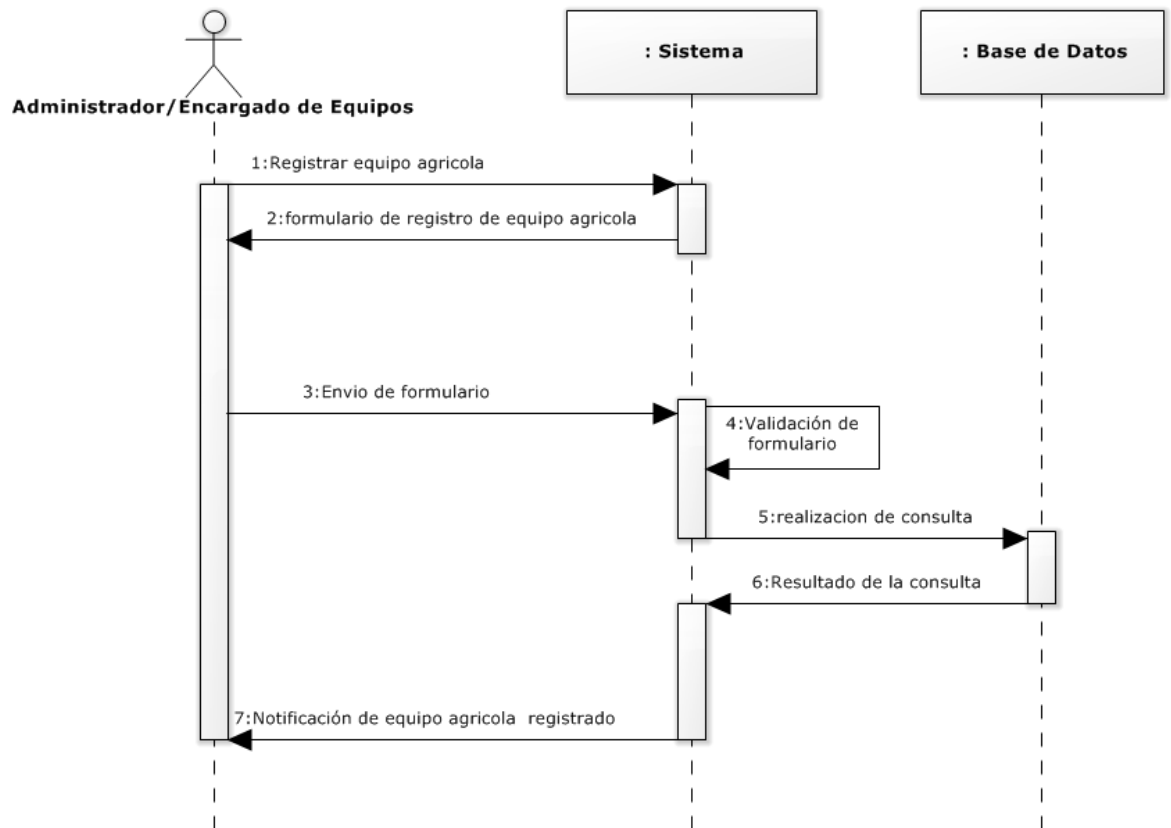 : Sistema
: Base de Datos
Administrador/Encargado de Equipos
1:Registrar equipo agricola
2:formulario de registro de equipo agricola
3:Envio de formulario
4:Validación de
formulario
5:realizacion de consulta
6:Resultado de la consulta
7:Notificación de equipo agricola registrado